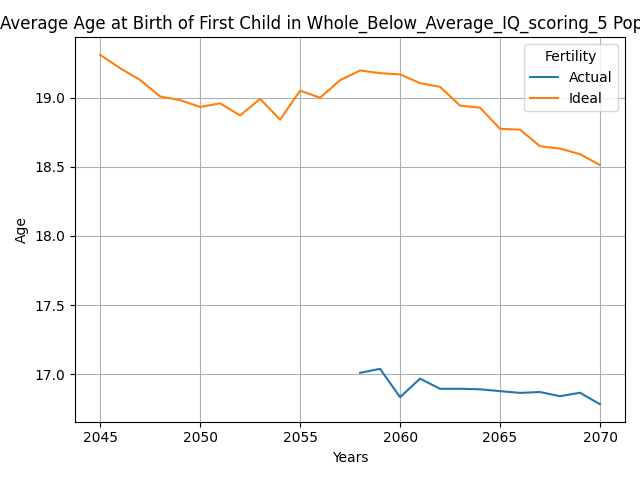 Average Age at Birth of First Child in Whole_Below_Average_IQ_scoring_5 Pop
Fertility
Actual
Ideal
19.0
18.5
18.0
17.5
17.0
Age
2045 2050 2055 2060 2065 2070
Years